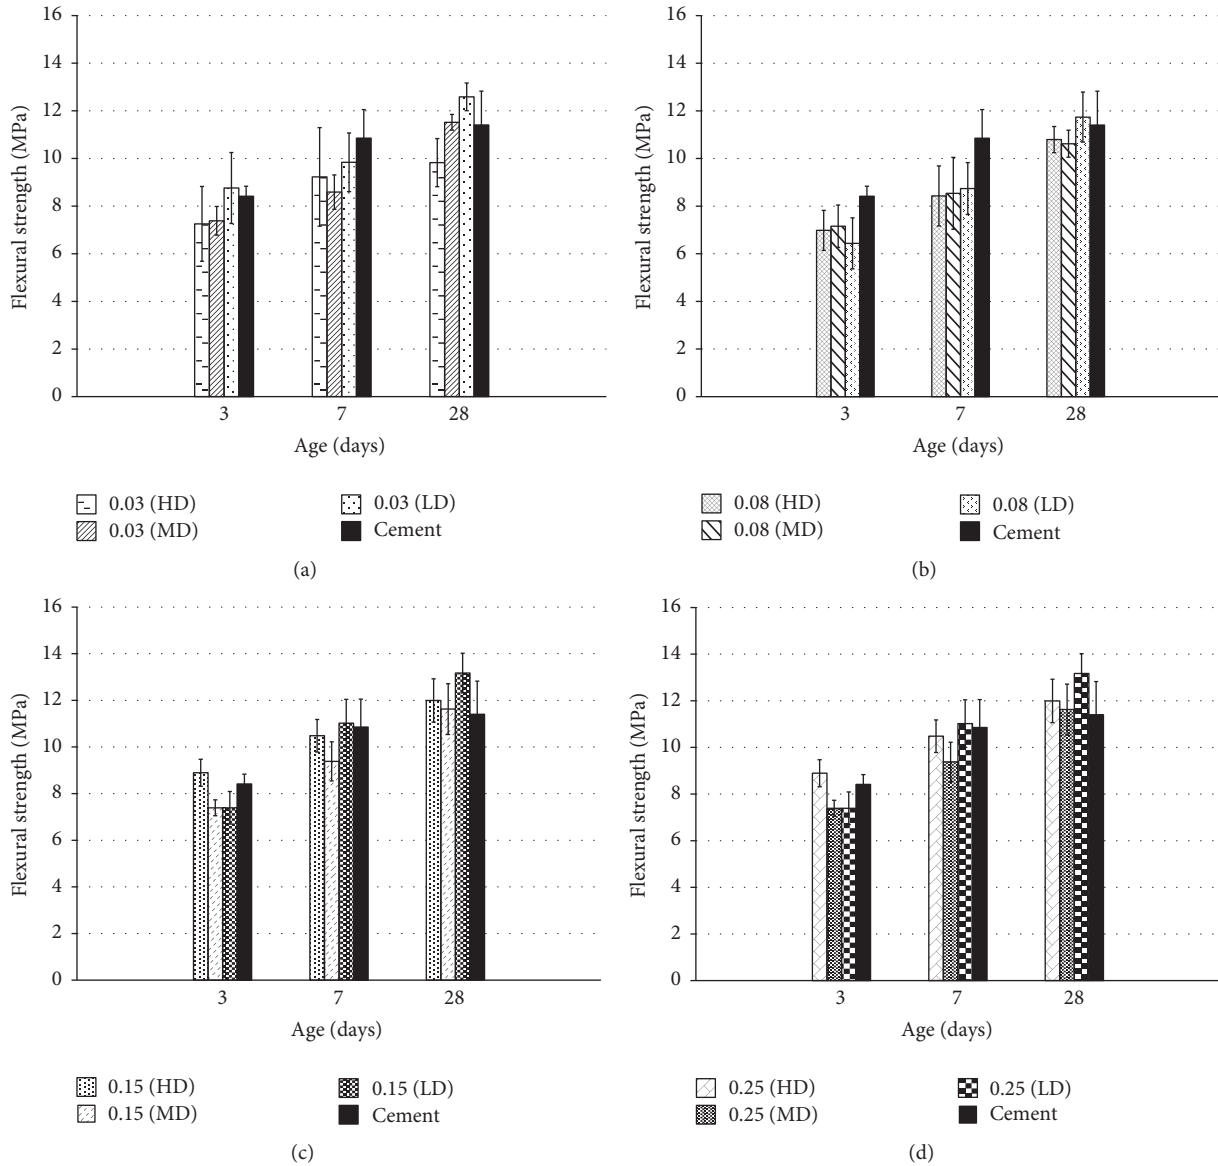 16
14
12
10
8
6
4
2
0
Flexural strength (MPa)
3 7 28
Age (days)
0.03 (HD) 0.03 (LD)
0.03 (MD) Cement
(a)
16
14
12
10
8
6
4
2
0
Flexural strength (MPa)
3 7 28
Age (days)
0.08 (HD) 0.08 (LD)
0.08 (MD) Cement
(b)
16
14
12
10
8
6
4
2
0
Flexural strength (MPa)
3 7 28
Age (days)
0.15 (HD) 0.15 (LD)
0.15 (MD) Cement
(c)
16
14
12
10
8
6
4
2
0
Flexural strength (MPa)
3 7 28
Age (days)
0.25 (HD) 0.25 (LD)
0.25 (MD) Cement
(d)